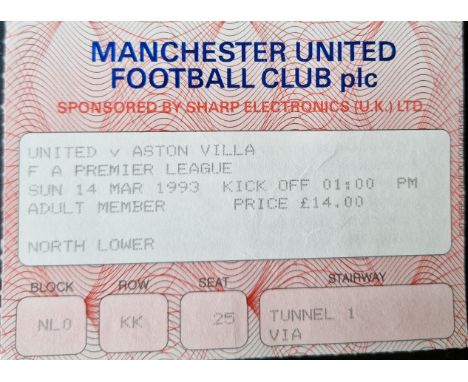 MANCHESTER UNITED
FOOTBALL CLUB plc
SPONSORED BY SHARP ELECTRONICS (U.K.) LTD.
UNITED v ASTON VILLA
F A PREMIER LEAGUE
SUN 14 MAR 1993 KICK OFF 01:00 PM
ADULT MEMBER PRICE £14.00
NORTH LOWER
BLOCK ROW SEAT STAIRWAY
NL0 KK 25 TUNNEL 1
VIA